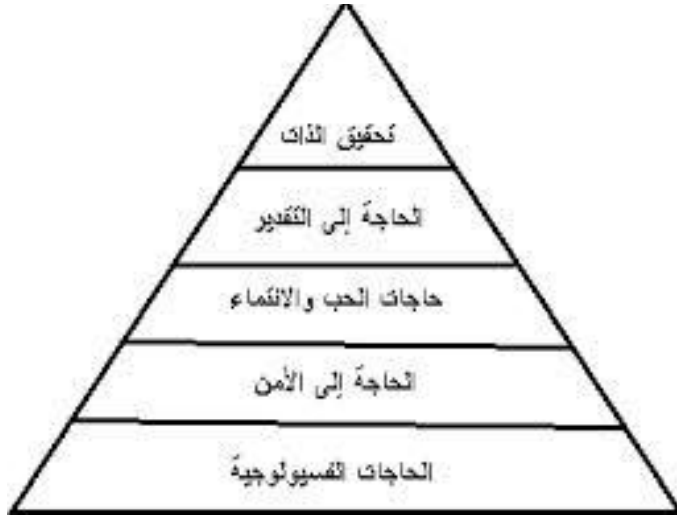 تحقيق الذات
الحاجة إلى التقدير
حاجات الحب والانتماء
الحاجة إلى الأمن
الحاجات الفسيولوجية